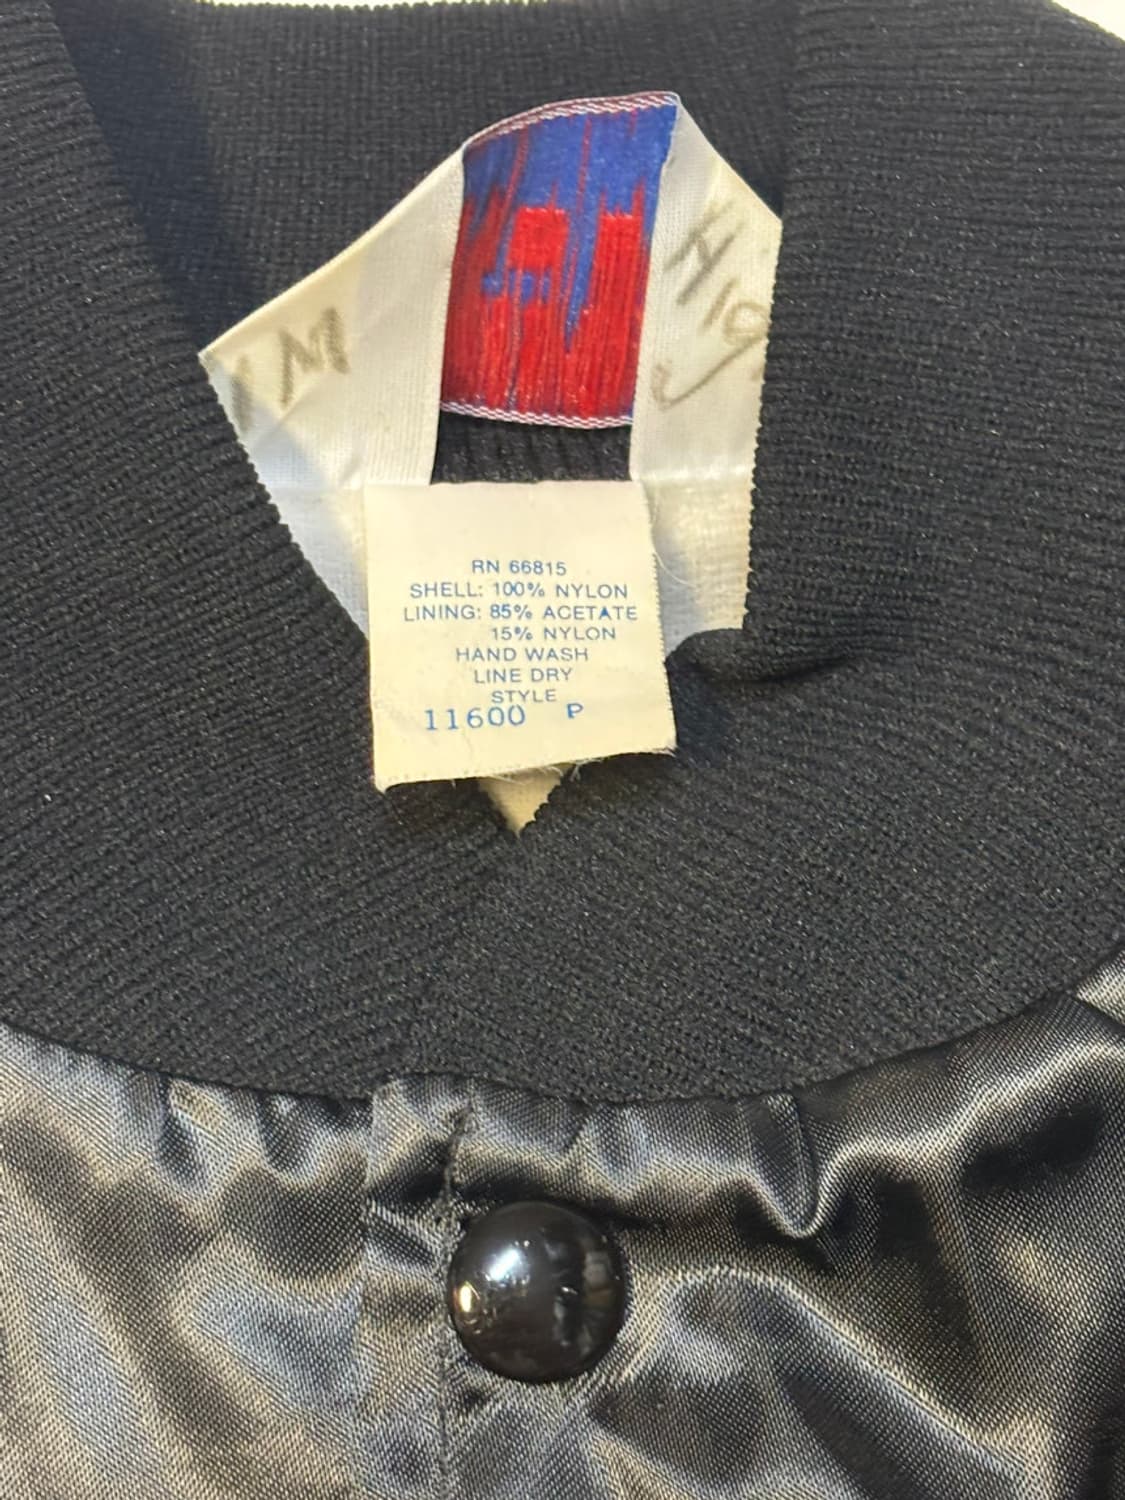 RN 66815
SHELL: 100% NYLON
LINING: 85% ACETATE
15% NYLON
HAND WASH
LINE DRY
STYLE
11600 P